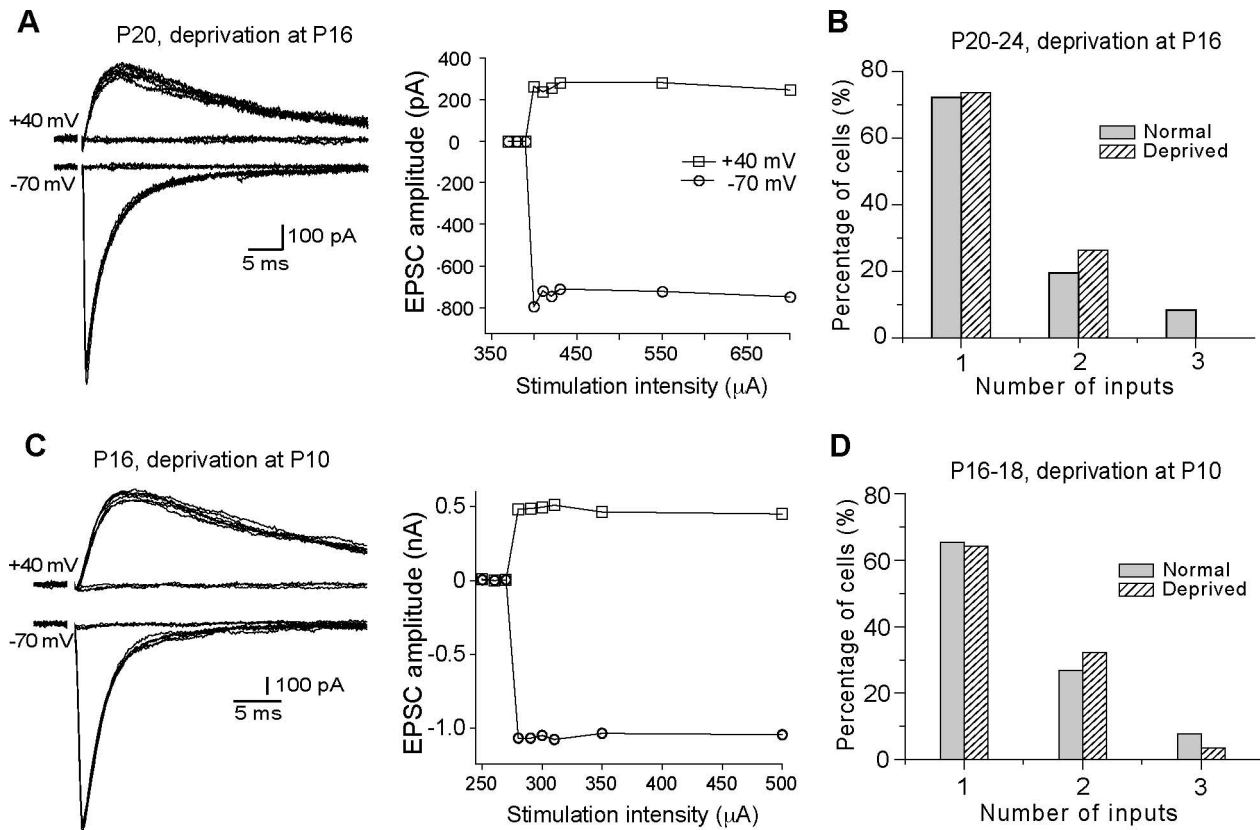 A
P20, deprivation at P16
+40 mV
-70 mV
100 pA
5 ms
EPSC amplitude (pA)
400
200
0
-200
-400
-600
-800
+40 mV
-70 mV
350
450
550
650
Stimulation intensity (μA)
B
P20-24, deprivation at P16
Percentage of cells (%)
80
60
40
20
0
Normal
Deprived
1
2
3
Number of inputs
C
P16, deprivation at P10
+40 mV
-70 mV
100 pA
5 ms
EPSC amplitude (nA)
0.5
0
-0.5
-1.0
250
300
350
400
450
500
Stimulation intensity (μA)
D
P16-18, deprivation at P10
Percentage of cells (%)
80
60
40
20
0
Normal
Deprived
1
2
3
Number of inputs